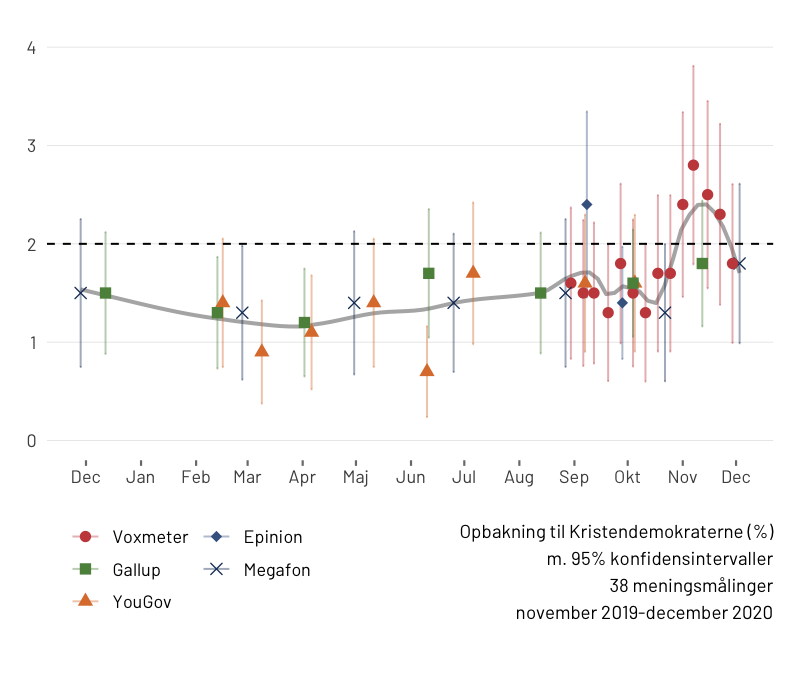 4
3
2
1
0
Dec Jan Feb Mar Apr Maj Jun Jul Aug Sep Okt Nov Dec
Voxmeter Epinion
Gallup Megafon
YouGov
Opbakning til Kristendemokraterne (%)
m. 95% konfidensintervaller
38 meningsmålinger
november 2019-december 2020